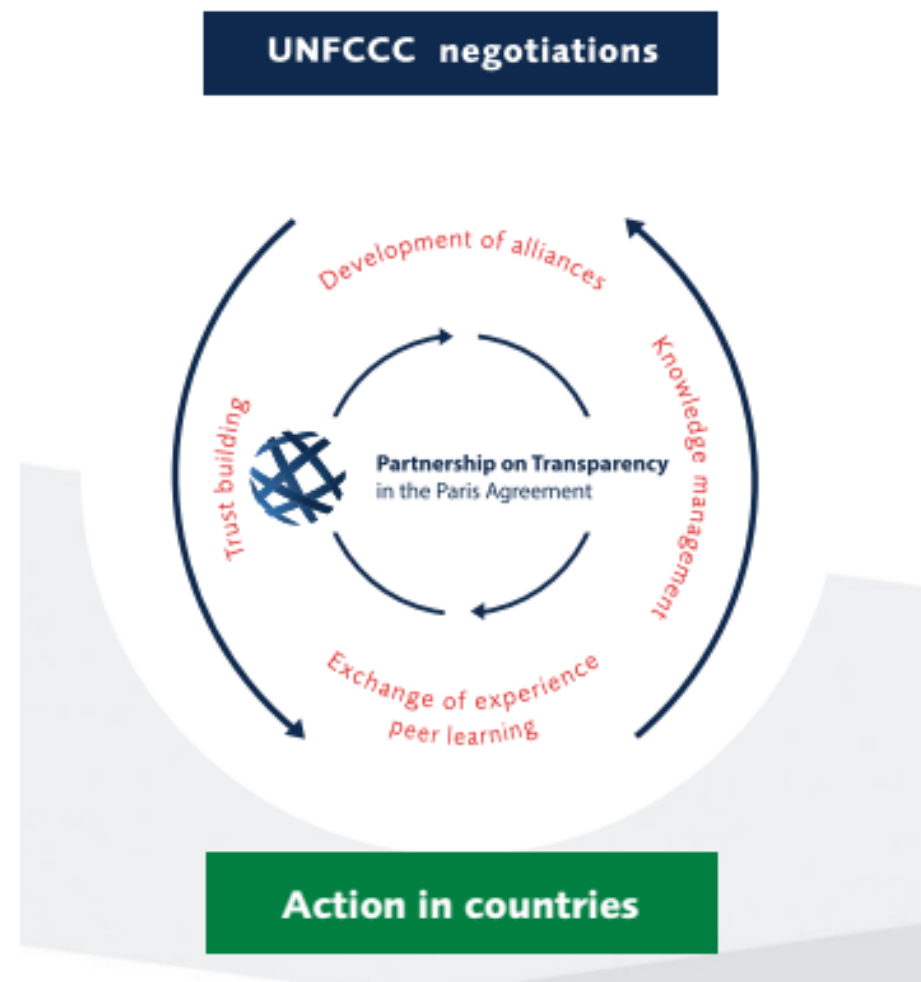 UNFCCC negotiations
Development of alliances
Knowledge management
Trust building
Partnership on Transparency
in the Paris Agreement
Exchange of experience
peer learning
Action in countries